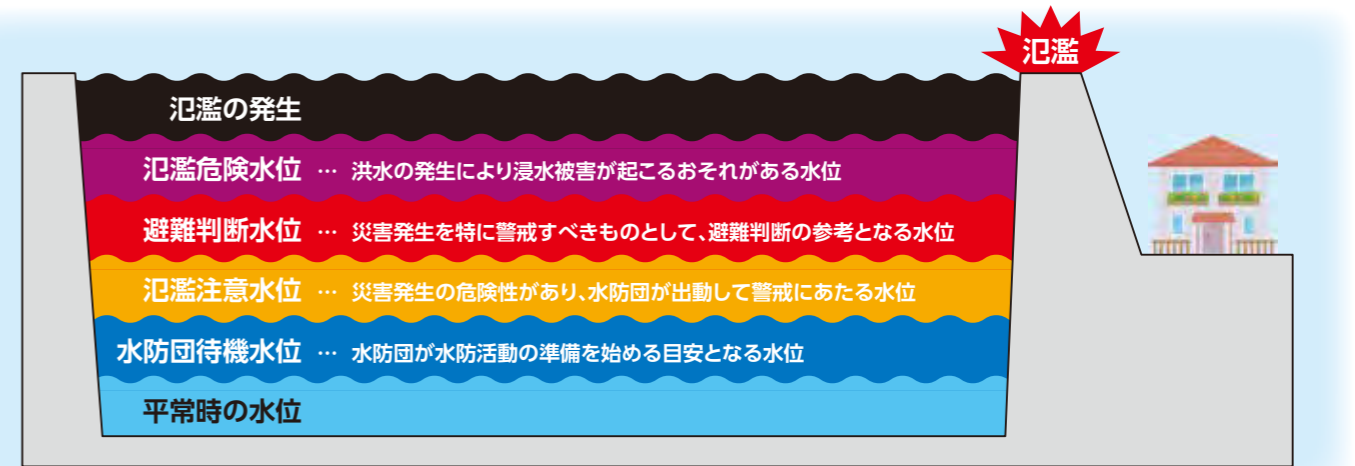 氾濫
氾濫の発生
氾濫危険水位 … 洪水の発生により浸水被害が起こるおそれがある水位
避難判断水位 … 災害発生を特に警戒すべきものとして、避難判断の参考となる水位
氾濫注意水位 … 災害発生の危険性があり、水防団が出動して警戒にあたる水位
水防団待機水位 … 水防団が水防活動の準備を始める目安となる水位
平常時の水位